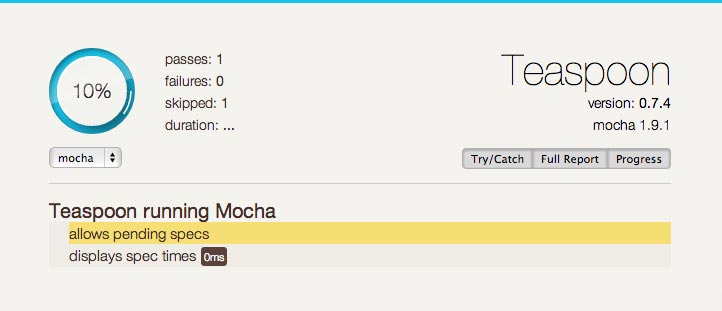 10%
passes: 1
failures: 0
skipped: 1
duration: ...
Teaspoon
version: 0.7.4
mocha 1.9.1
mocha
Try/Catch Full Report Progress
Teaspoon running Mocha
allows pending specs
displays spec times 0ms